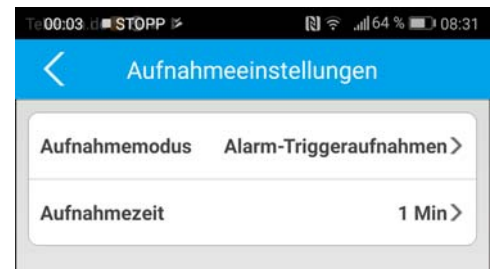 00:03 STOPP 64 % 08:31
Aufnahmeeinstellungen
Aufnahmemodus Alarm-Triggeraufnahmen
Aufnahmezeit 1 Min